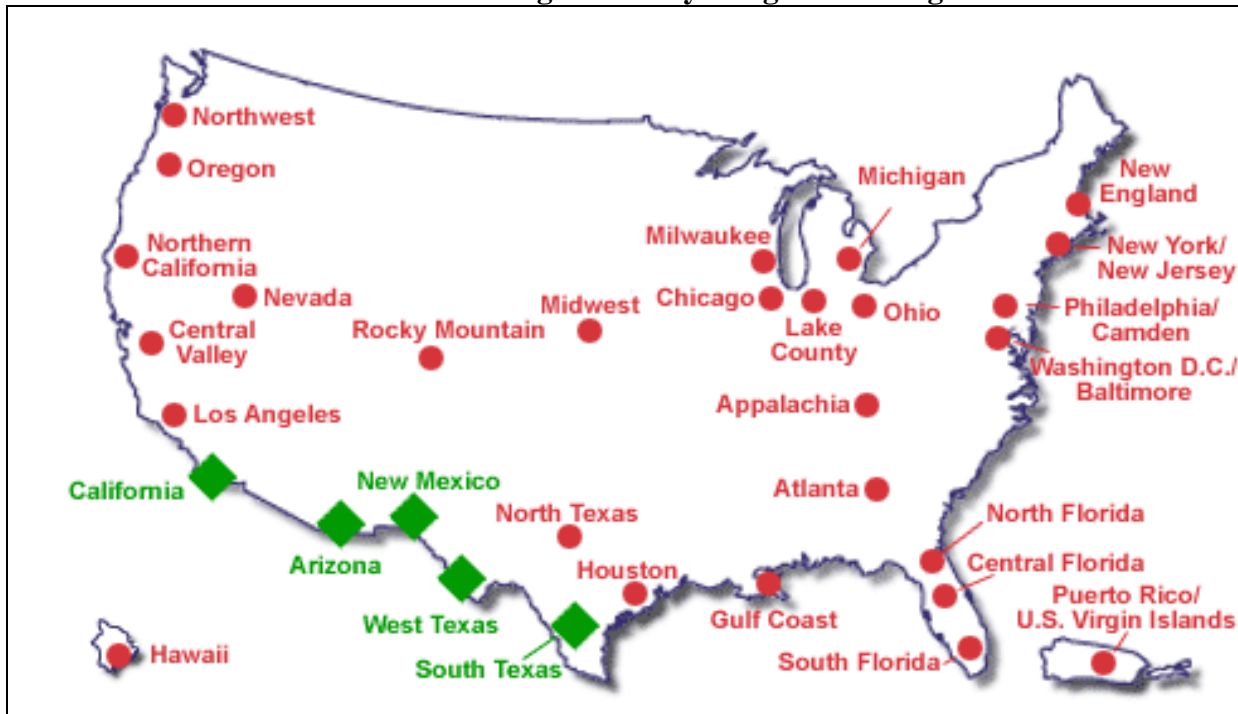 Northwest
Oregon
Michigan
New
England
Northern
California
Milwaukee
New York/
New Jersey
Nevada
Chicago
Midwest
Ohio
Philadelphia/
Camden
Central
Valley
Rocky Mountain
Lake
County
Washington D.C./
Baltimore
Los Angeles
Appalachia
California
New Mexico
Atlanta
North Texas
North Florida
Arizona
Houston
Central Florida
West Texas
Gulf Coast
Puerto Rico/
U.S. Virgin Islands
Hawaii
South Texas
South Florida